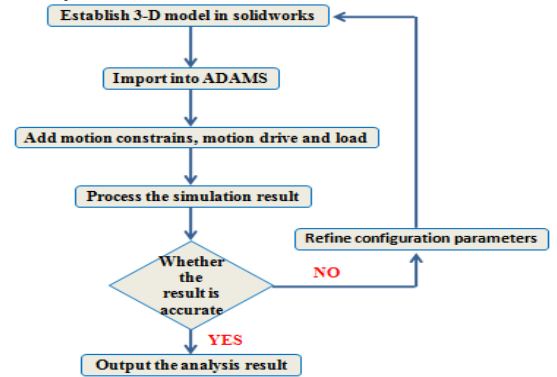 Establish 3-D model in solidworks
Import into ADAMS
Add motion constrains, motion drive and load
Process the simulation result
Refine configuration parameters
Whether
the
result is
accurate
NO
YES
Output the analysis result